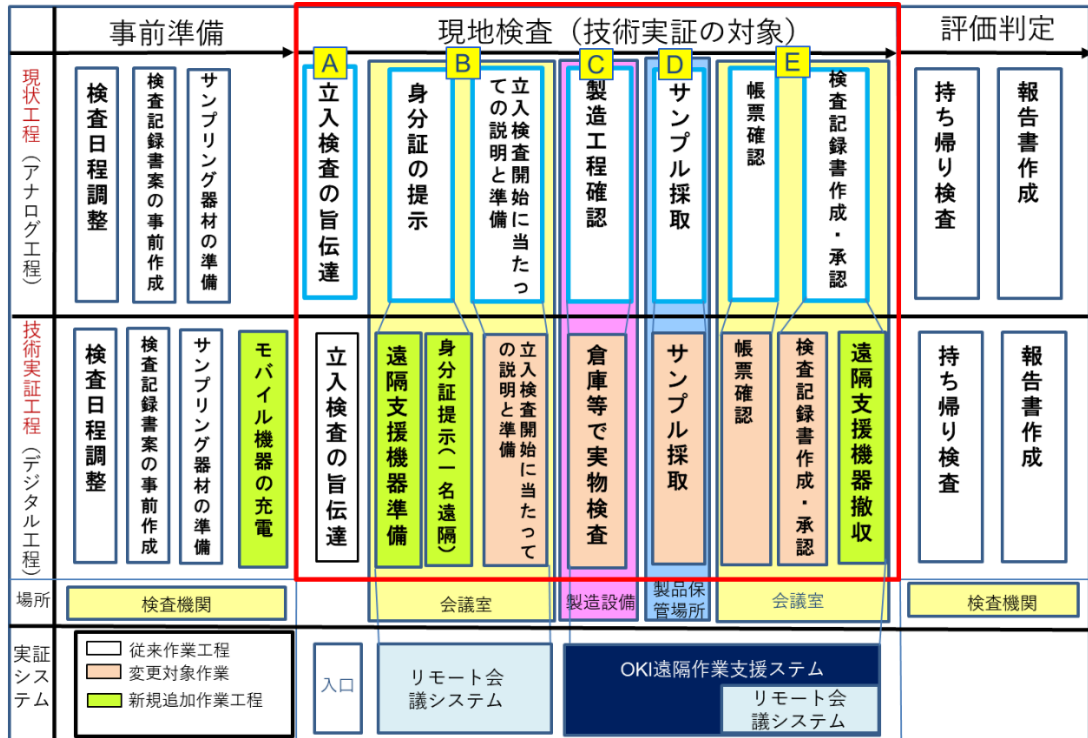 事前準備
現地検査（技術実証の対象）
評価判定
A
B
C
D
E
現状工程（アナログ工程）
検査日程調整
検査記録書案の事前作成
サンプリング器材の準備
立入検査の旨伝達
身分証の提示
立入検査開始に当たっ
ての説明と準備
製造工程確認
サンプル採取
帳票確認
検査記録書作成・承認
持ち帰り検査
報告書作成
技術実証工程（デジタル工程）
検査日程調整
検査記録書案の事前作成
サンプリング器材の準備
モバイル機器の充電
立入検査の旨伝達
遠隔支援機器準備
身分証提示（一名遠隔）
立入検査開始に当たって
の説明と準備
倉庫等で実物検査
サンプル採取
帳票確認
検査記録書作成・承認
遠隔支援機器撤収
持ち帰り検査
報告書作成
場所
検査機関
会議室
製造設備
製品保
管場所
会議室
検査機関
実証
シス
テム
従来作業工程
変更対象作業
新規追加作業工程
入口
リモート会
議システム
OKI遠隔作業支援ステム
リモート会
議システム